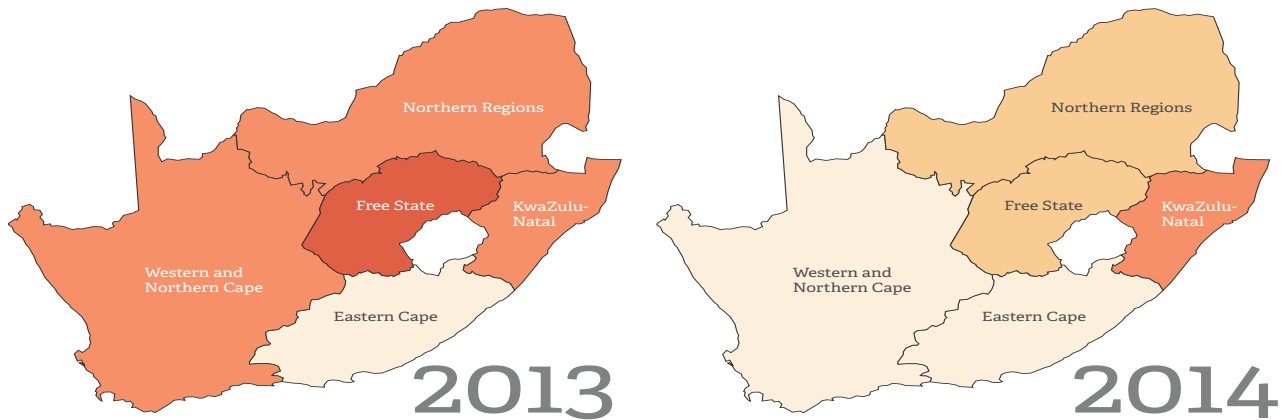 Northern Regions
Free State
KwaZulu-
Natal
Western and
Northern Cape
Eastern Cape
2013
Northern Regions
Free State
KwaZulu-
Natal
Western and
Northern Cape
Eastern Cape
2014